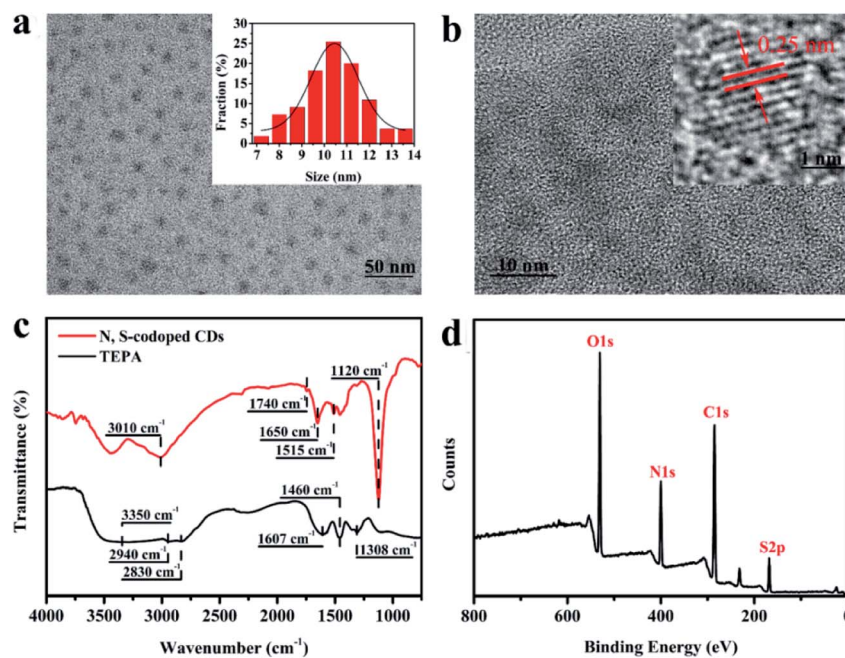 a
30
25
20
15
10
5
0
Fraction (%)
7 8 9 10 11 12 13 14
Size (nm)
50 nm
b
0.25 nm
1 nm
10 nm
c
N, S-codoped CDs
TEPA
1120 cm-1
1740 cm-1
3010 cm-1
1650 cm-1
1515 cm-1
1460 cm-1
3350 cm-1
2940 cm-1
2830 cm-1
1607 cm-1
1308 cm-1
Transmittance (%)
4000 3500 3000 2500 2000 1500 1000
Wavenumber (cm-1)
d
O1s
C1s
N1s
S2p
Counts
800 600 400 200 0
Binding Energy (eV)